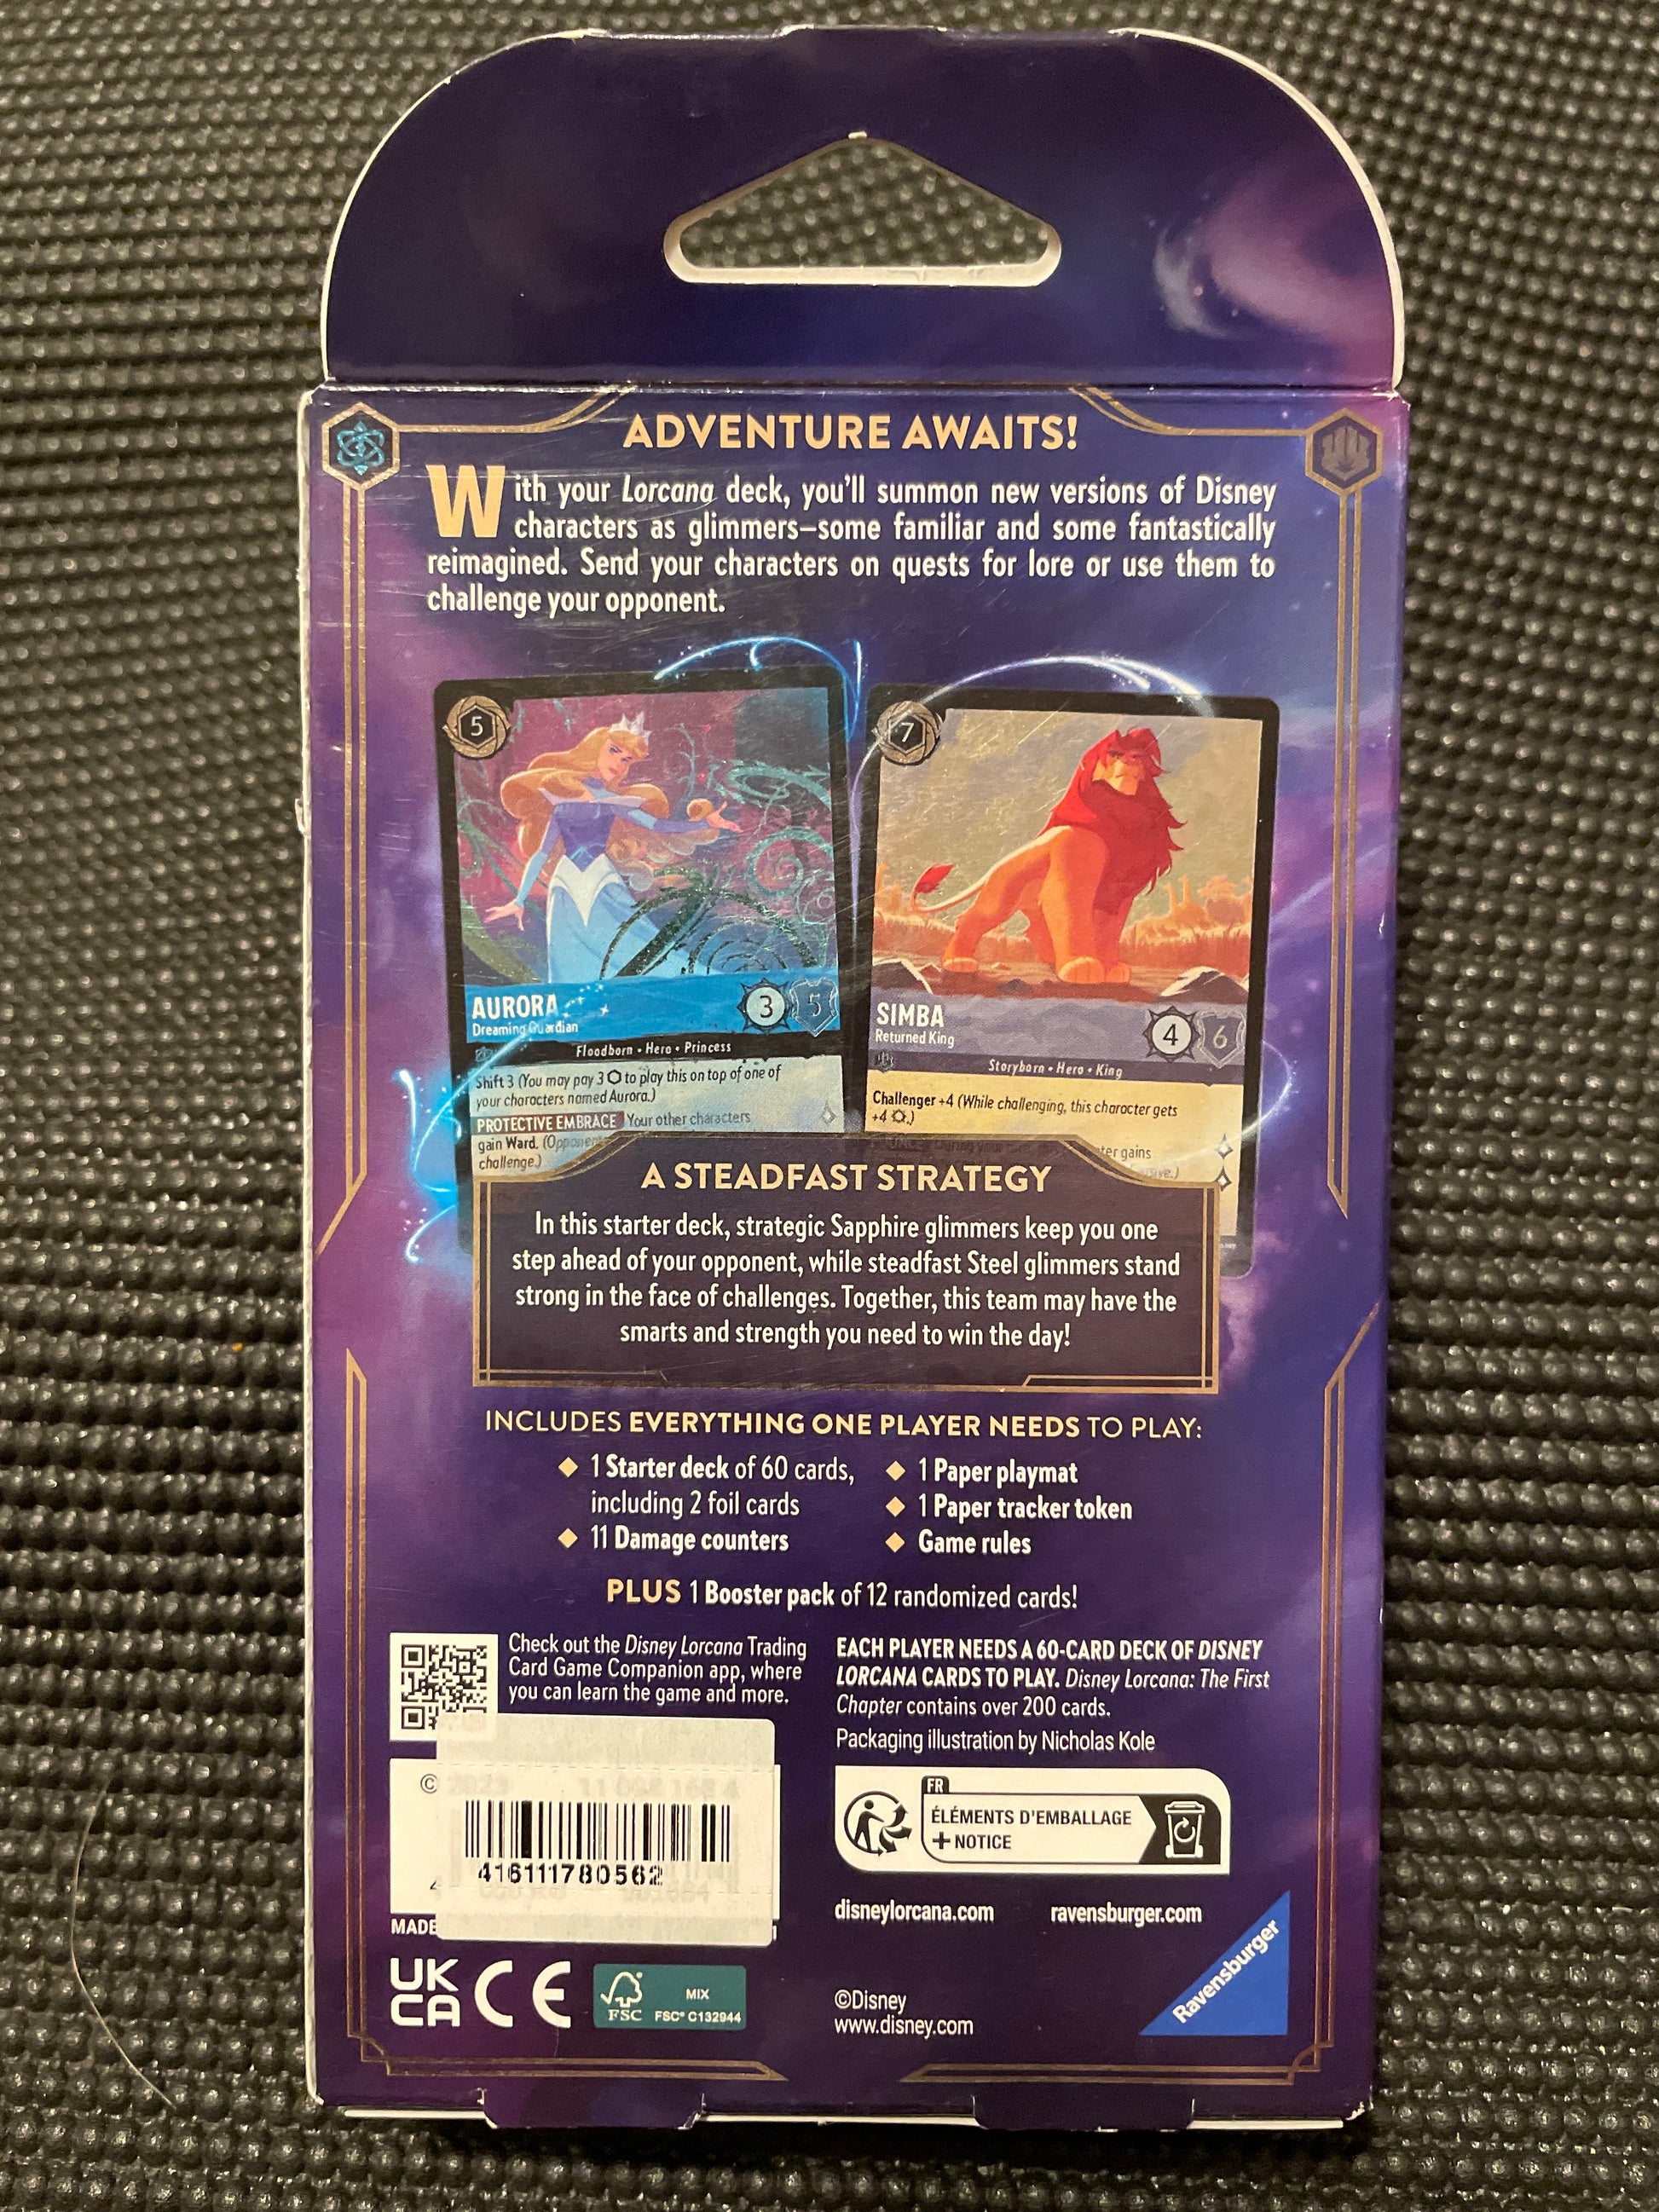 ADVENTURE AWAITS!
With your Lorcana deck, you'll summon new versions of Disney
characters as glimmers—some familiar and some fantastically
reimagined. Send your characters on quests for lore or use them to
challenge your opponent.
5
AURORA
Dreaming Guardian
3
5
Floodborn • Hero • Princess
Shift 3 (You may pay 3 to play this on top of one of
your characters named Aurora.)
PROTECTIVE EMBRACE Your other characters
gain Ward. (Opponents
challenge.)
7
SIMBA
Returned King
4
6
Storyborn • Hero • King
Challenger +4 (While challenging, this character gets
+4 .)
gains
A STEADFAST STRATEGY
In this starter deck, strategic Sapphire glimmers keep you one
step ahead of your opponent, while steadfast Steel glimmers stand
strong in the face of challenges. Together, this team may have the
smarts and strength you need to win the day!
INCLUDES EVERYTHING ONE PLAYER NEEDS TO PLAY:
◆ 1 Starter deck of 60 cards,
including 2 foil cards
◆ 11 Damage counters
◆ 1 Paper playmat
◆ 1 Paper tracker token
◆ Game rules
PLUS 1 Booster pack of 12 randomized cards!
Check out the Disney Lorcana Trading
Card Game Companion app, where
you can learn the game and more.
EACH PLAYER NEEDS A 60-CARD DECK OF DISNEY
LORCANA CARDS TO PLAY. Disney Lorcana: The First
Chapter contains over 200 cards.
Packaging illustration by Nicholas Kole
© 2023
416111780562
MADE
FR
ÉLÉMENTS D'EMBALLAGE
+ NOTICE
disneylorcana.com
ravensburger.com
UK
CA
CE
FSC
MIX
FSC® C132944
©Disney
www.disney.com
Ravensburger